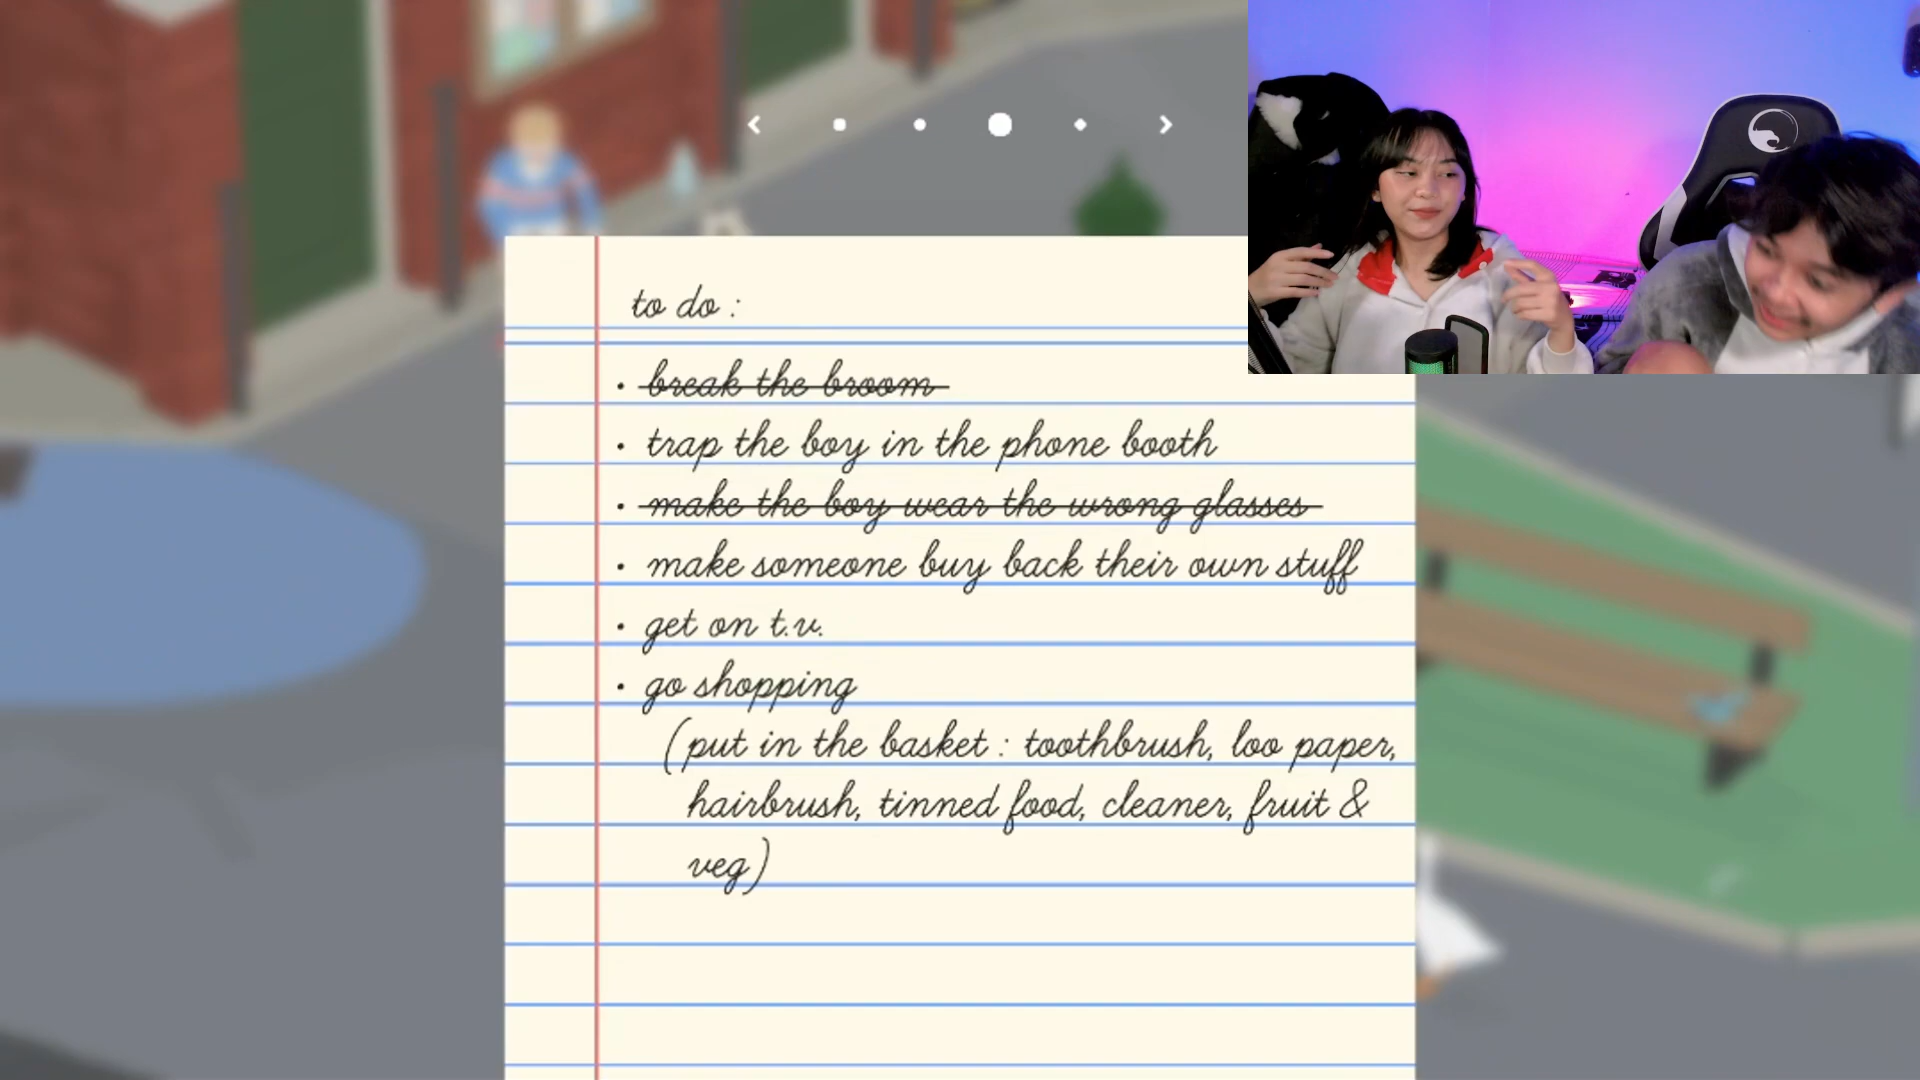 to do :
• break the broom
• trap the boy in the phone booth
• make the boy wear the wrong glasses
• make someone buy back their own stuff
• get on t.v.
• go shopping
(put in the basket : toothbrush, loo paper,
hairbrush, tinned food, cleaner, fruit &
veg)